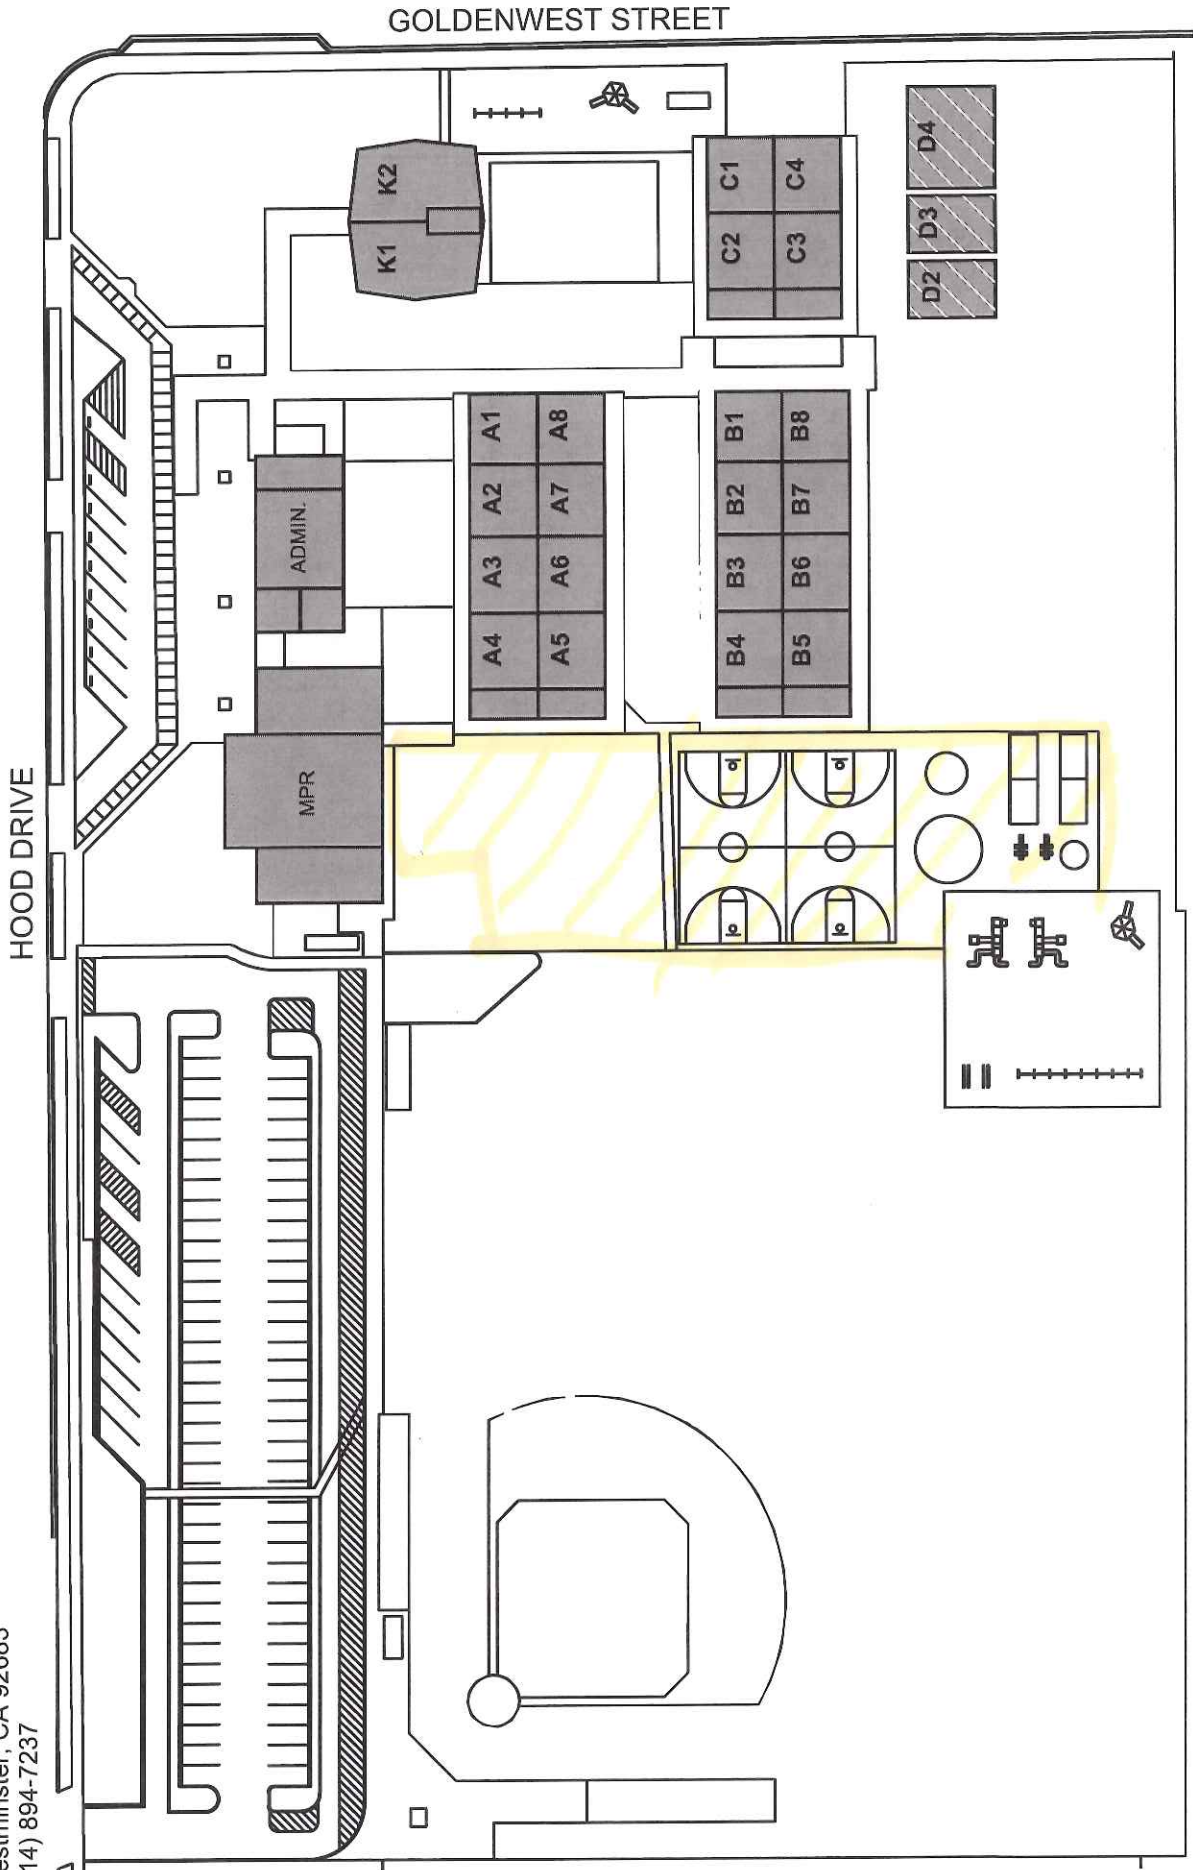 GOLDENWEST STREET
HOOD DRIVE
K2
K1
C1
C4
C2
C3
D4
D3
D2
ADMIN.
A1
A8
A2
A7
A3
A6
A4
A5
B1
B8
B2
B7
B3
B6
B4
B5
MPR
CA
894-7237